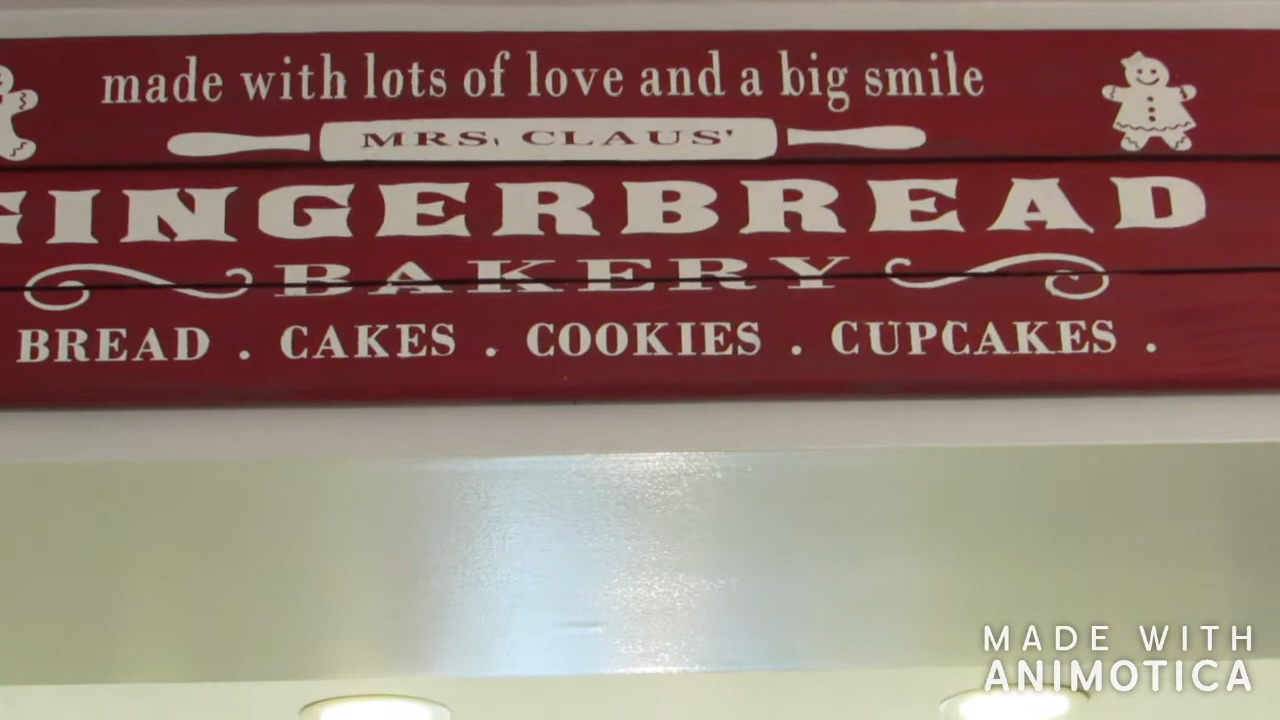 made with lots of love and a big smile
MRS. CLAUS'
GINGERBREAD
BAKERY
BREAD . CAKES . COOKIES . CUPCAKES .
MADE WITH
ANIMOTICA